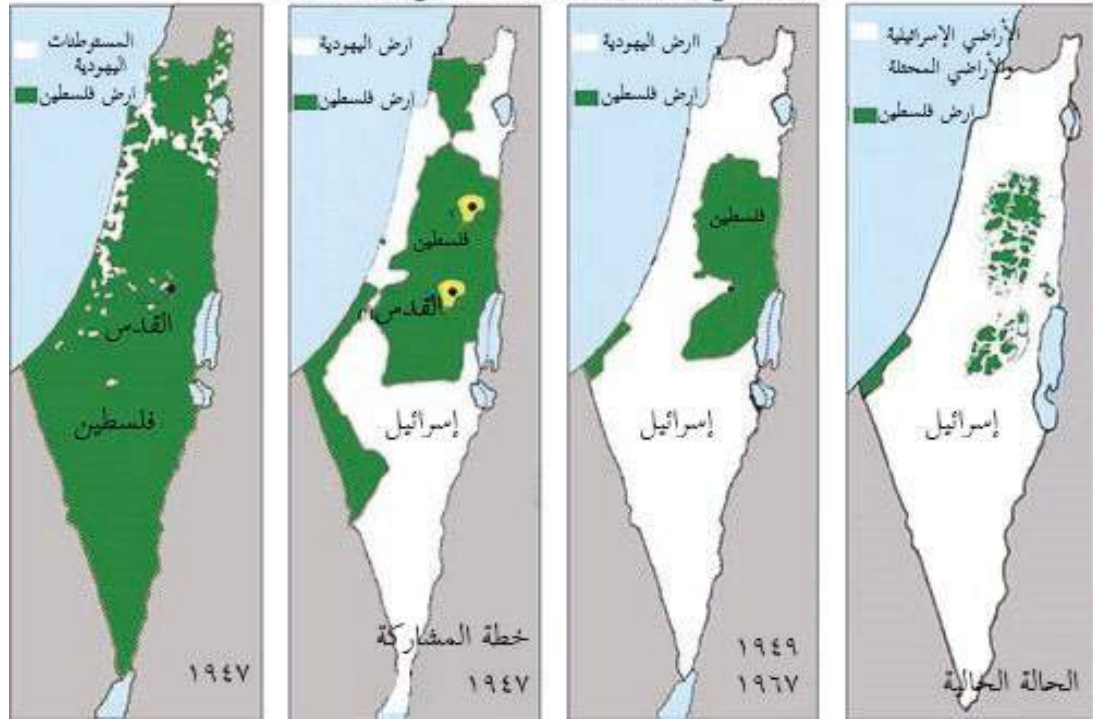 المستوطنات
اليهودية
ارض فلسطين
القدس
فلسطين
١٩٤٧
ارض اليهودية
ارض فلسطين
فلسطين
القدس
إسرائيل
خطة المشاركة
١٩٤٧
اارض اليهودية
ارض فلسطين
فلسطين
إسرائيل
١٩٤٩
١٩٦٧
الأراضي الإسرائيلية
والأراضي المحتلة
ارض فلسطين
إسرائيل
الحالة الحالية